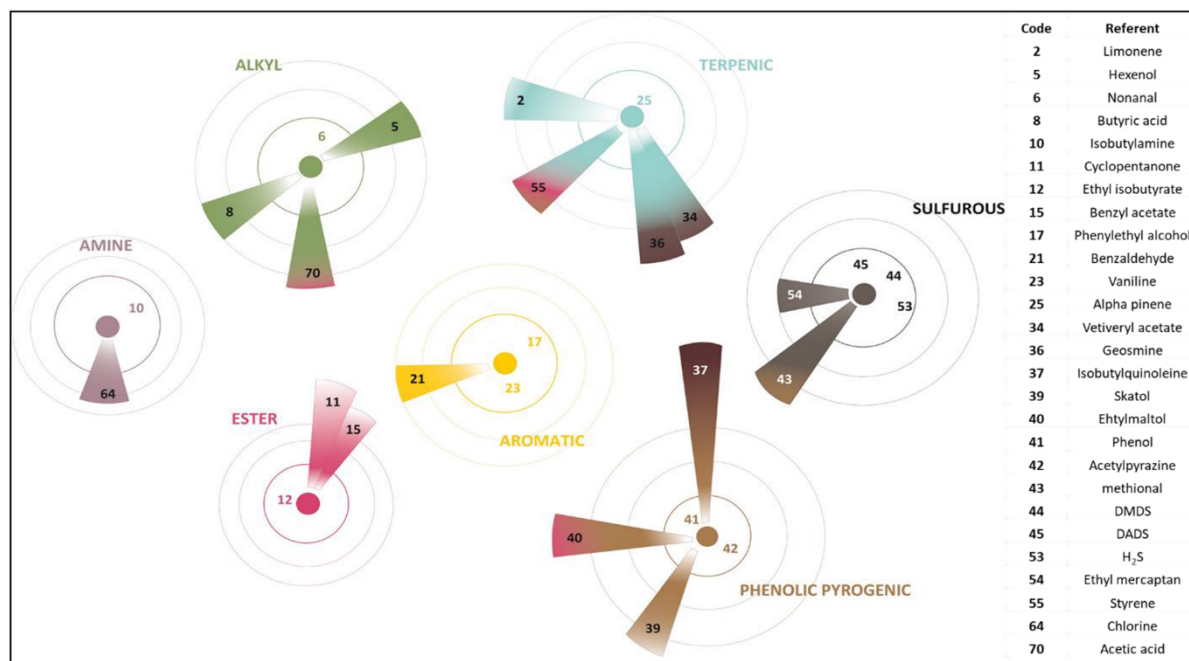 ALKYL
6
5
8
70
TERPENIC
25
2
55
34
36
SULFUROUS
45
44
53
54
43
AMINE
10
64
AROMATIC
17
23
21
ESTER
12
11
15
PHENOLIC PYROGENIC
37
41
42
40
39
Code Referent
2 Limonene
5 Hexenol
6 Nonanal
8 Butyric acid
10 Isobutylamine
11 Cyclopentanone
12 Ethyl isobutyrate
15 Benzyl acetate
17 Phenylethyl alcohol
21 Benzaldehyde
23 Vaniline
25 Alpha pinene
34 Vetiveryl acetate
36 Geosmine
37 Isobutylquinoleine
39 Skatol
40 Ehtylmaltol
41 Phenol
42 Acetylpyrazine
43 methional
44 DMDS
45 DADS
53 H₂S
54 Ethyl mercaptan
55 Styrene
64 Chlorine
70 Acetic acid